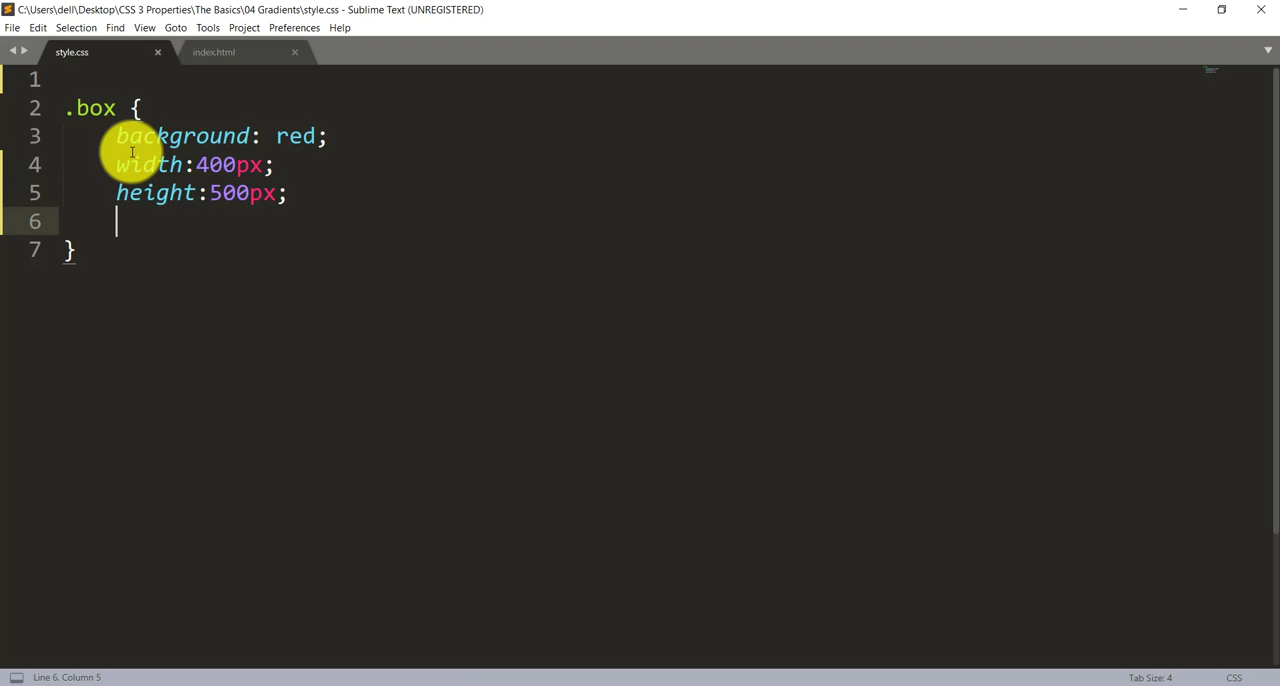 C:\Users\dell\Desktop\CSS 3 Properties\The Basics\04 Gradients\style.css - Sublime Text (UNREGISTERED)
File Edit Selection Find View Goto Tools Project Preferences Help
style.css index.html
1
2 .box {
3 background: red;
4 width:400px;
5 height:500px;
6
7 }
Line 6, Column 5 Tab Size: 4 CSS